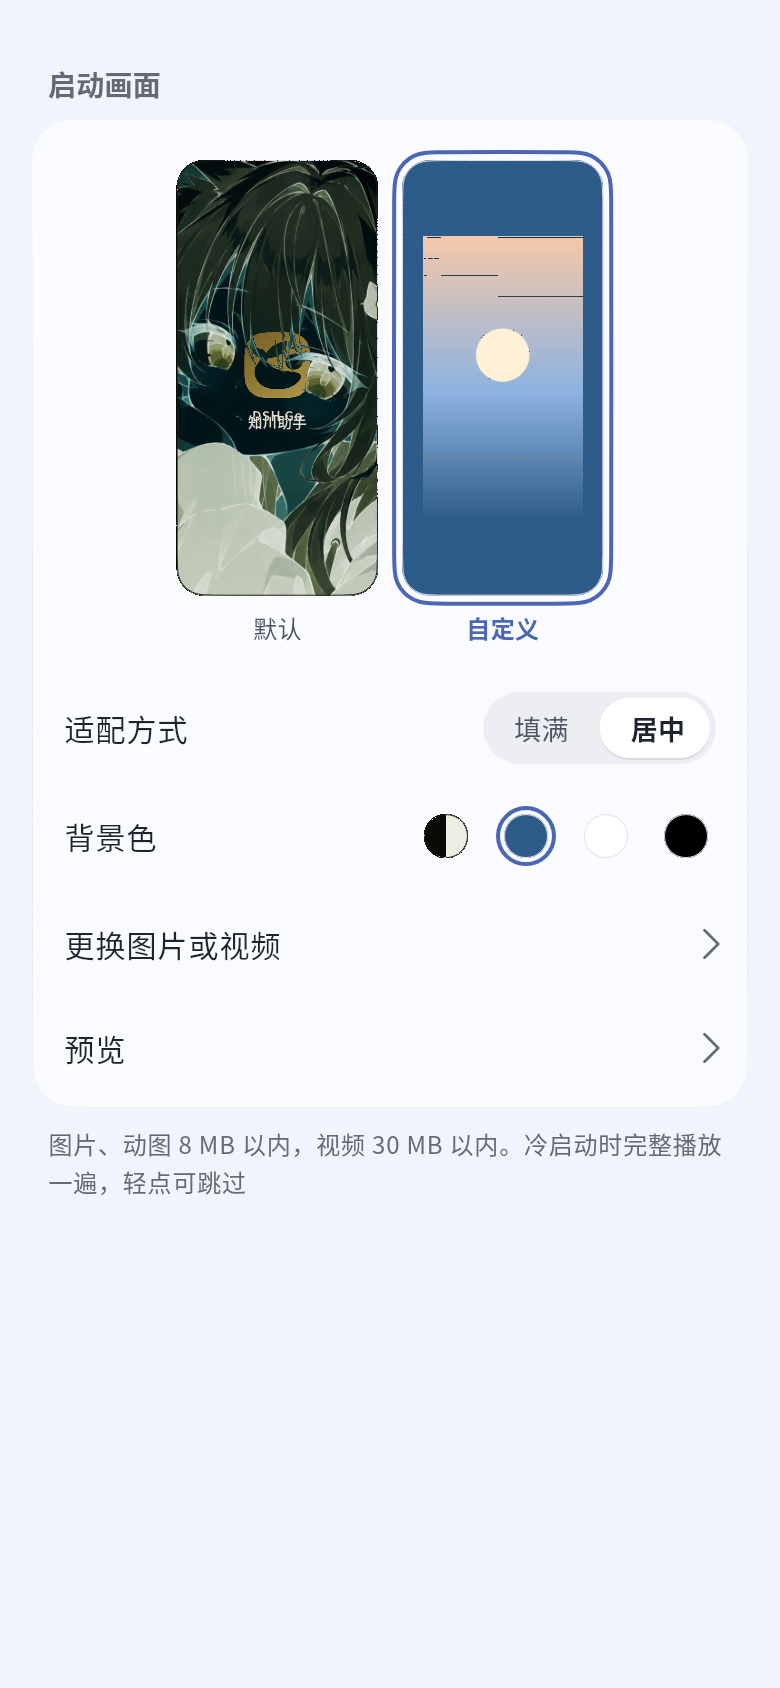 启动画面
DSH Go
知川助手
默认
自定义
适配方式
填满
居中
背景色
更换图片或视频
预览
图片、动图 8 MB 以内，视频 30 MB 以内。冷启动时完整播放
一遍，轻点可跳过